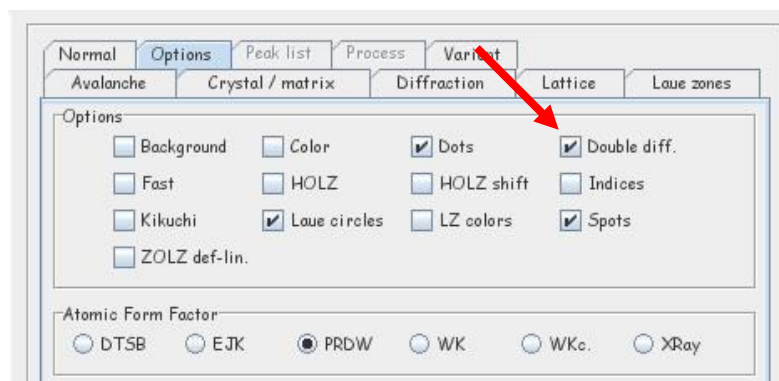 Normal Options Peak list Process Variant
Avalanche Crystal / matrix Diffraction Lattice Laue zones
Options
Background Color Dots Double diff.
Fast HOLZ HOLZ shift Indices
Kikuchi Laue circles LZ colors Spots
ZOLZ def-lin.
Atomic Form Factor
DTSB EJK PRDW WK WKc. XRay